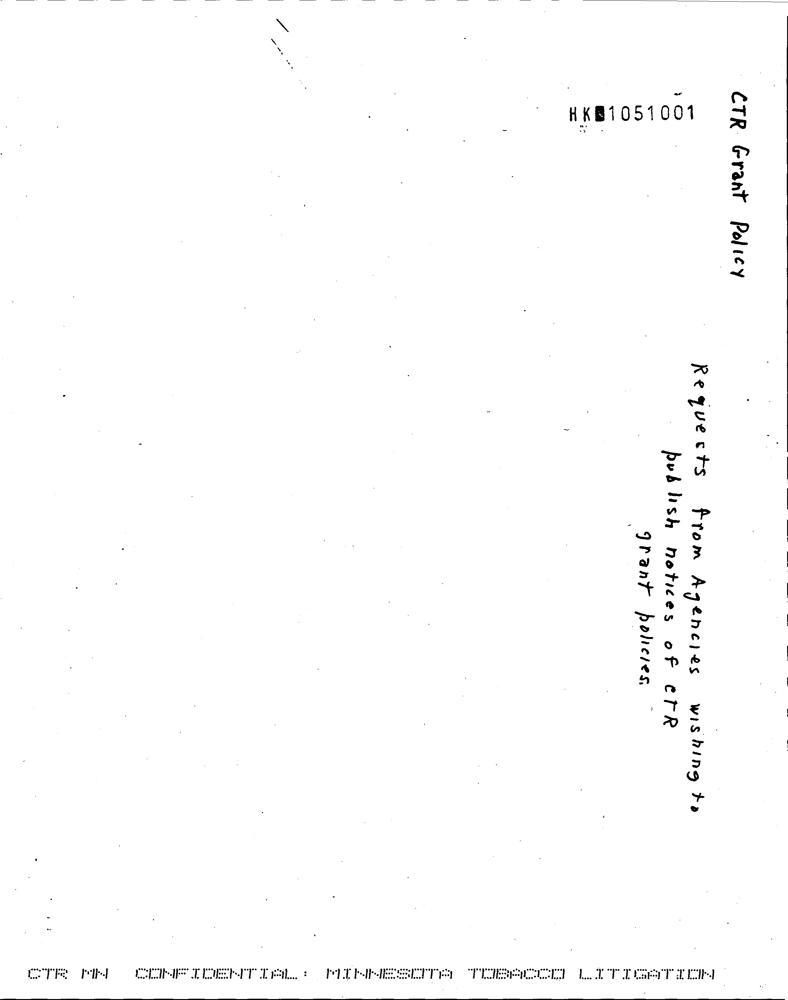 HK 1051001
CTR Grant Policy
Requests from Agencies wishing to
publish notices of CTR
grant policies.
CTR MN CONFIDENTIAL: MINNESOTA TOBACCO LITIGATION